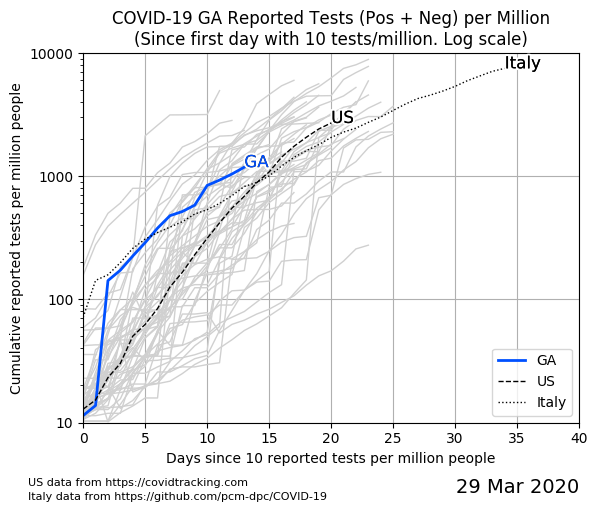 COVID-19 GA Reported Tests (Pos + Neg) per Million
(Since first day with 10 tests/million. Log scale)
Cumulative reported tests per million people
10000
1000
100
10
Italy
US
GA
GA
US
Italy
0 5 10 15 20 25 30 35 40
Days since 10 reported tests per million people
US data from https://covidtracking.com
Italy data from https://github.com/pcm-dpc/COVID-19
29 Mar 2020